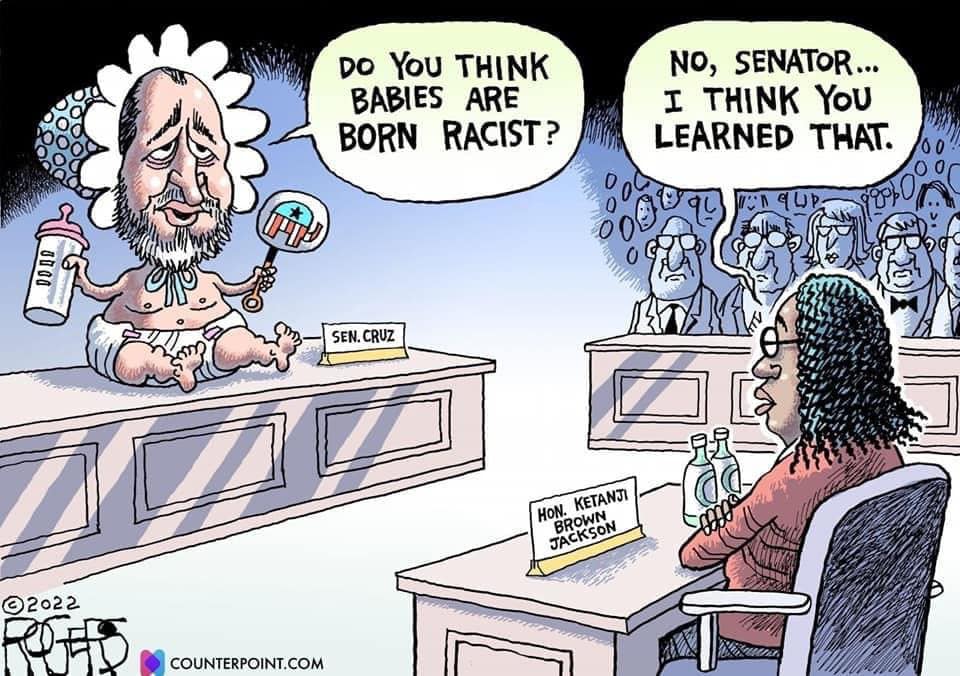 DO YOU THINK
BABIES ARE
BORN RACIST?
NO, SENATOR...
I THINK YOU
LEARNED THAT.
SEN. CRUZ
HON. KETANJI
BROWN
JACKSON
©2022
ROGERS
COUNTERPOINT.COM